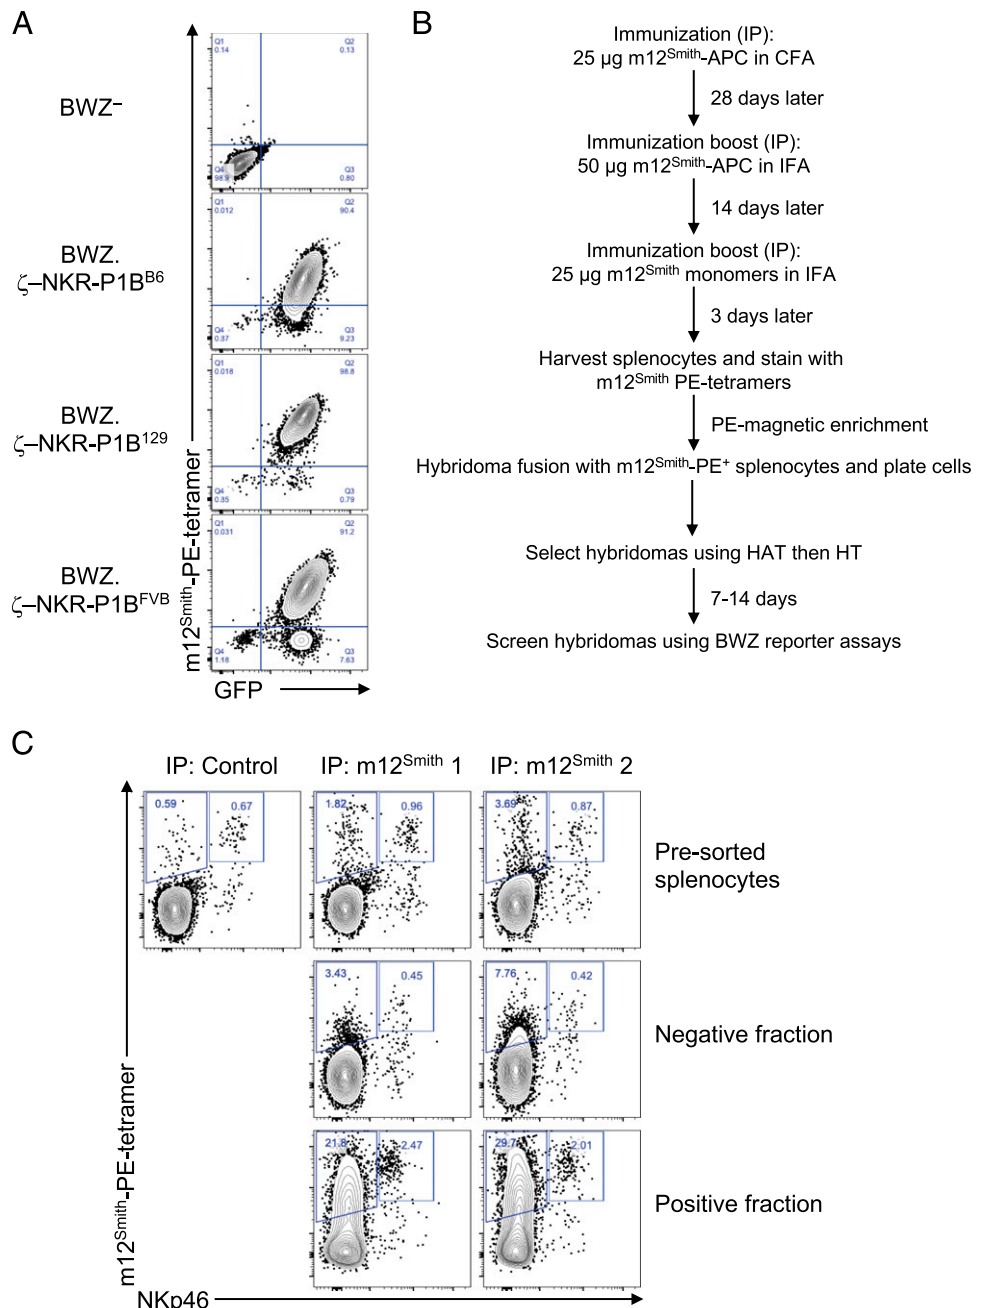 A
BWZ⁻
Q1
0.14
Q2
0.13
Q4
98.9
Q3
0.80
BWZ.
ζ–NKR-P1Bᴮ⁶
Q1
0.012
Q2
90.4
Q4
0.37
Q3
9.23
BWZ.
ζ–NKR-P1B¹²⁹
Q1
0.018
Q2
98.8
Q4
0.35
Q3
0.79
BWZ.
ζ–NKR-P1B^FVB
Q1
0.031
Q2
91.2
Q4
1.18
Q3
7.63
m12^Smith-PE-tetramer
GFP
B
Immunization (IP):
25 µg m12^Smith-APC in CFA
28 days later
Immunization boost (IP):
50 µg m12^Smith-APC in IFA
14 days later
Immunization boost (IP):
25 µg m12^Smith monomers in IFA
3 days later
Harvest splenocytes and stain with
m12^Smith PE-tetramers
PE-magnetic enrichment
Hybridoma fusion with m12^Smith-PE⁺ splenocytes and plate cells
Select hybridomas using HAT then HT
7-14 days
Screen hybridomas using BWZ reporter assays
C
IP: Control
IP: m12^Smith 1
IP: m12^Smith 2
0.59
0.67
1.82
0.96
3.69
0.87
Pre-sorted
splenocytes
3.43
0.45
7.76
0.42
Negative fraction
21.8
2.47
29.7
2.01
Positive fraction
m12^Smith-PE-tetramer
NKp46